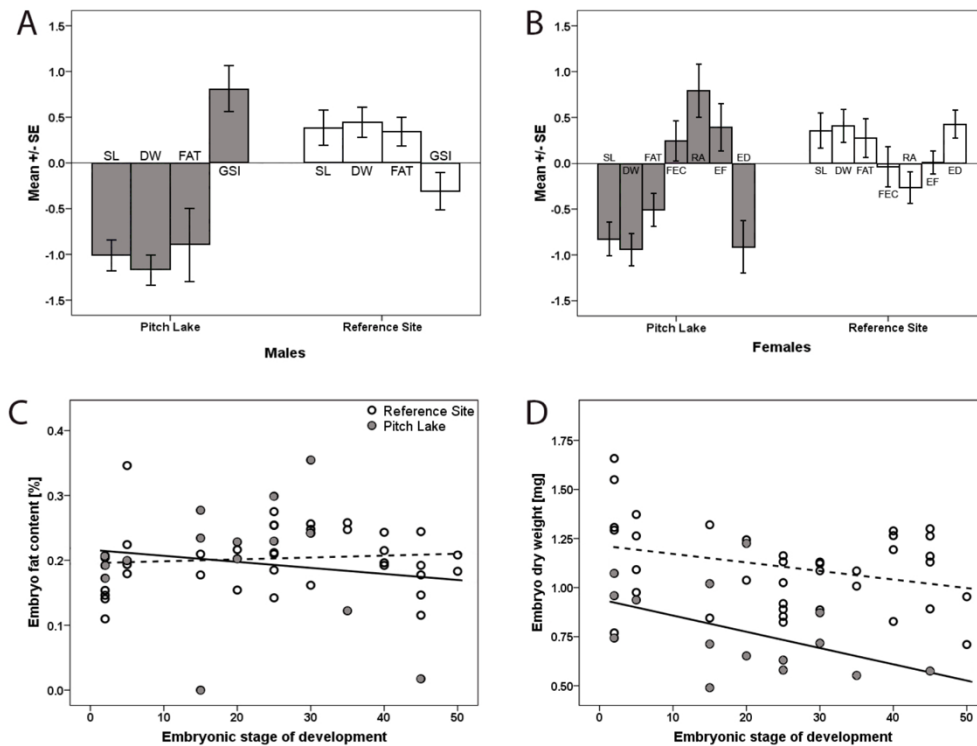 A
Mean +/- SE
1.5
1.0
0.5
0.0
-0.5
-1.0
-1.5
SL DW FAT
GSI
GSI
SL DW FAT
Pitch Lake Reference Site
Males
B
Mean +/- SE
1.5
1.0
0.5
0.0
-0.5
-1.0
-1.5
SL DW FAT
FEC RA EF
ED
RA
SL DW FAT FEC EF ED
Pitch Lake Reference Site
Females
C
Embryo fat content [%]
0.4
0.3
0.2
0.1
0.0
Reference Site
Pitch Lake
0 10 20 30 40 50
Embryonic stage of development
D
Embryo dry weight [mg]
1.75
1.50
1.25
1.00
0.75
0.50
0 10 20 30 40 50
Embryonic stage of development